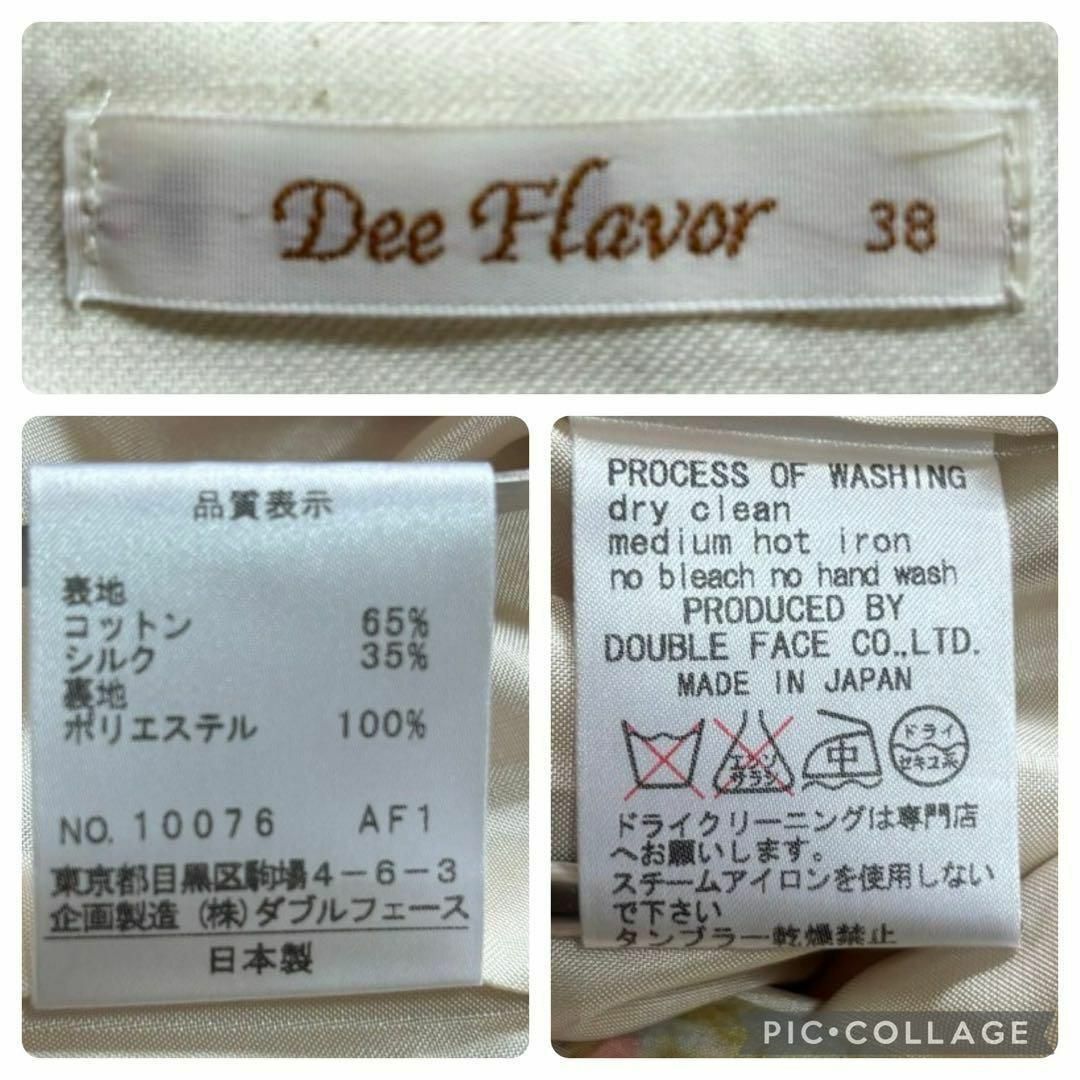 Dee Flavor 38
品質表示
表地
コットン 65%
シルク 35%
裏地
ポリエステル 100%
NO. 10076 AF1
東京都目黒区駒場4-6-3
企画製造 (株)ダブルフェース
日本製
PROCESS OF WASHING
dry clean
medium hot iron
no bleach no hand wash
PRODUCED BY
DOUBLE FACE CO.,LTD.
MADE IN JAPAN
エンソ
サラシ
中
ドライ
セキユ系
ドライクリーニングは専門店
へお願いします。
スチームアイロンを使用しない
で下さい
タンブラー乾燥禁止
PIC•COLLAGE